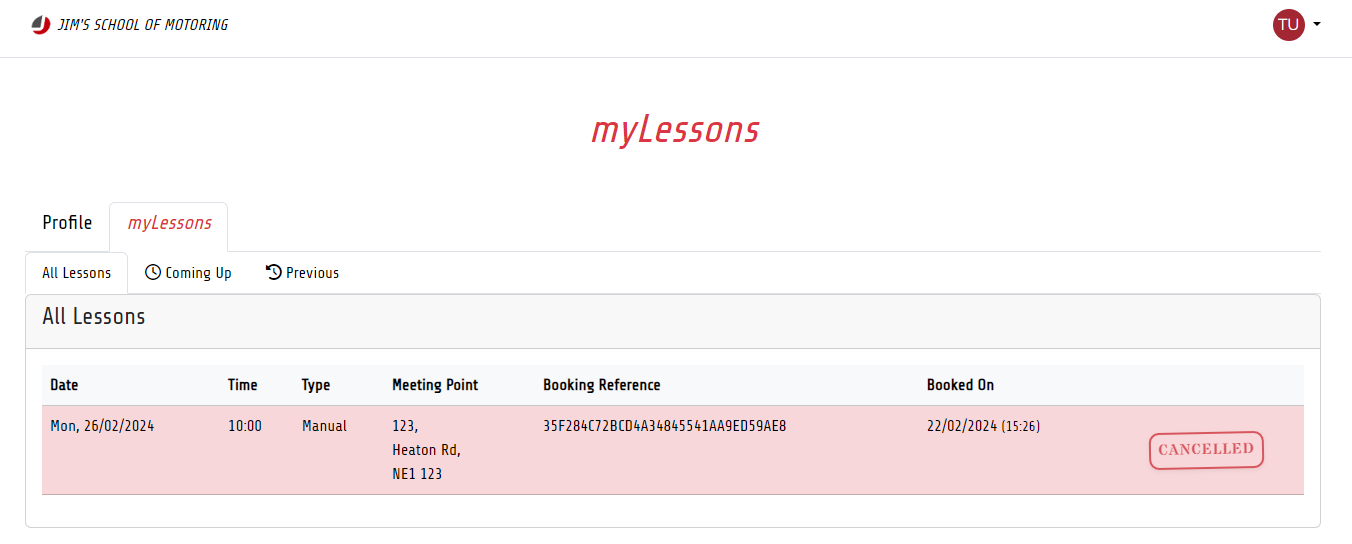 JIM'S SCHOOL OF MOTORING
TU
myLessons
Profile
myLessons
All Lessons
Coming Up
Previous
All Lessons
Date Time Type Meeting Point Booking Reference Booked On
Mon, 26/02/2024 10:00 Manual 123, 35F284C72BCD4A34845541AA9ED59AE8 22/02/2024 (15:26)
Heaton Rd,
CANCELLED
NE1 123